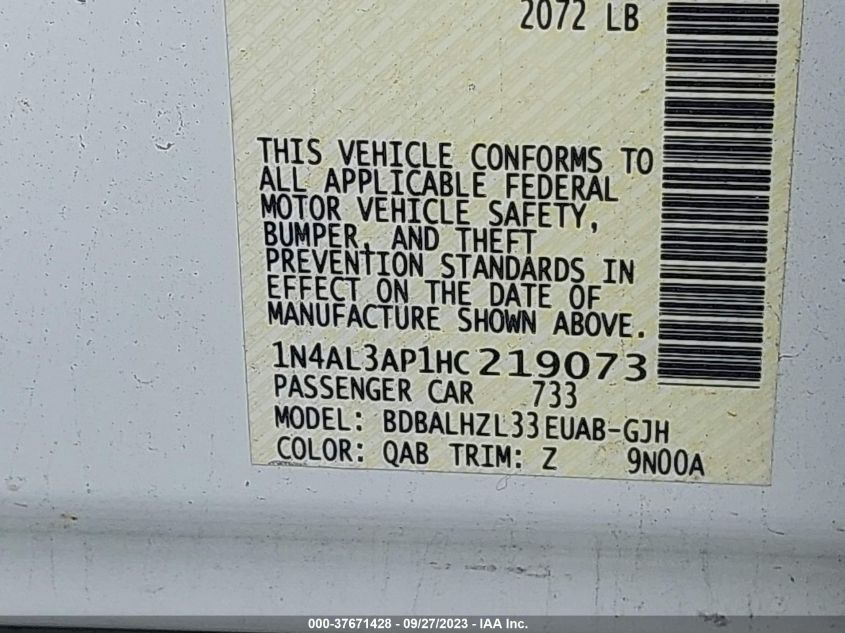 2072 LB
THIS VEHICLE CONFORMS TO
ALL APPLICABLE FEDERAL
MOTOR VEHICLE SAFETY,
BUMPER, AND THEFT
PREVENTION STANDARDS IN
EFFECT ON THE DATE OF
MANUFACTURE SHOWN ABOVE.
1N4AL3AP1HC219073
PASSENGER CAR 733
MODEL: BDBALHZL33EUAB-GJH
COLOR: QAB TRIM: Z 9N00A
000-37671428 - 09/27/2023 - IAA Inc.